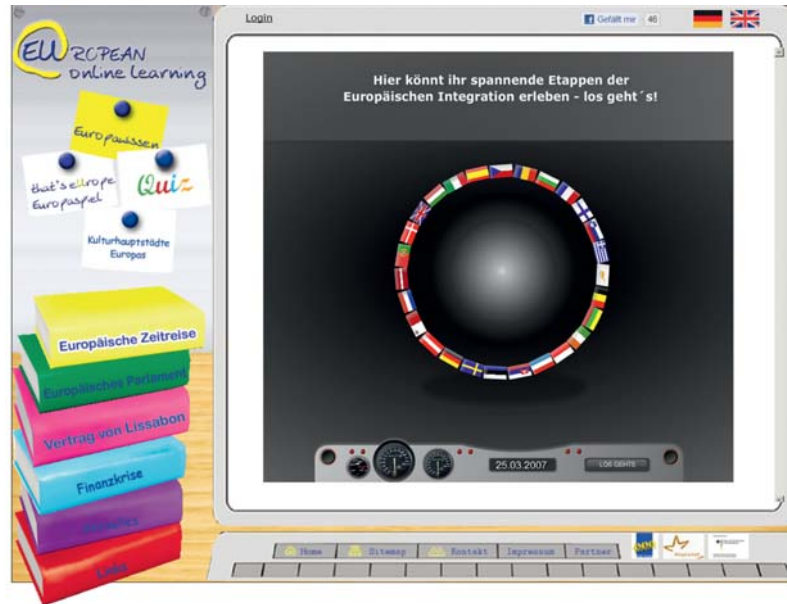 Login
Gefällt mir 46
EUROPEAN
online learning
Europawissen
that's eUrope
Europaspiel
Quiz
Kulturhauptstädte
Europas
Hier könnt ihr spannende Etappen der
Europäischen Integration erleben - los geht´s!
Europäische Zeitreise
Europäisches Parlament
Vertrag von Lissabon
Finanzkrise
Aktuelles
Links
25.03.2007
LOS GEHTS
Home Sitemap Kontakt Impressum Partner